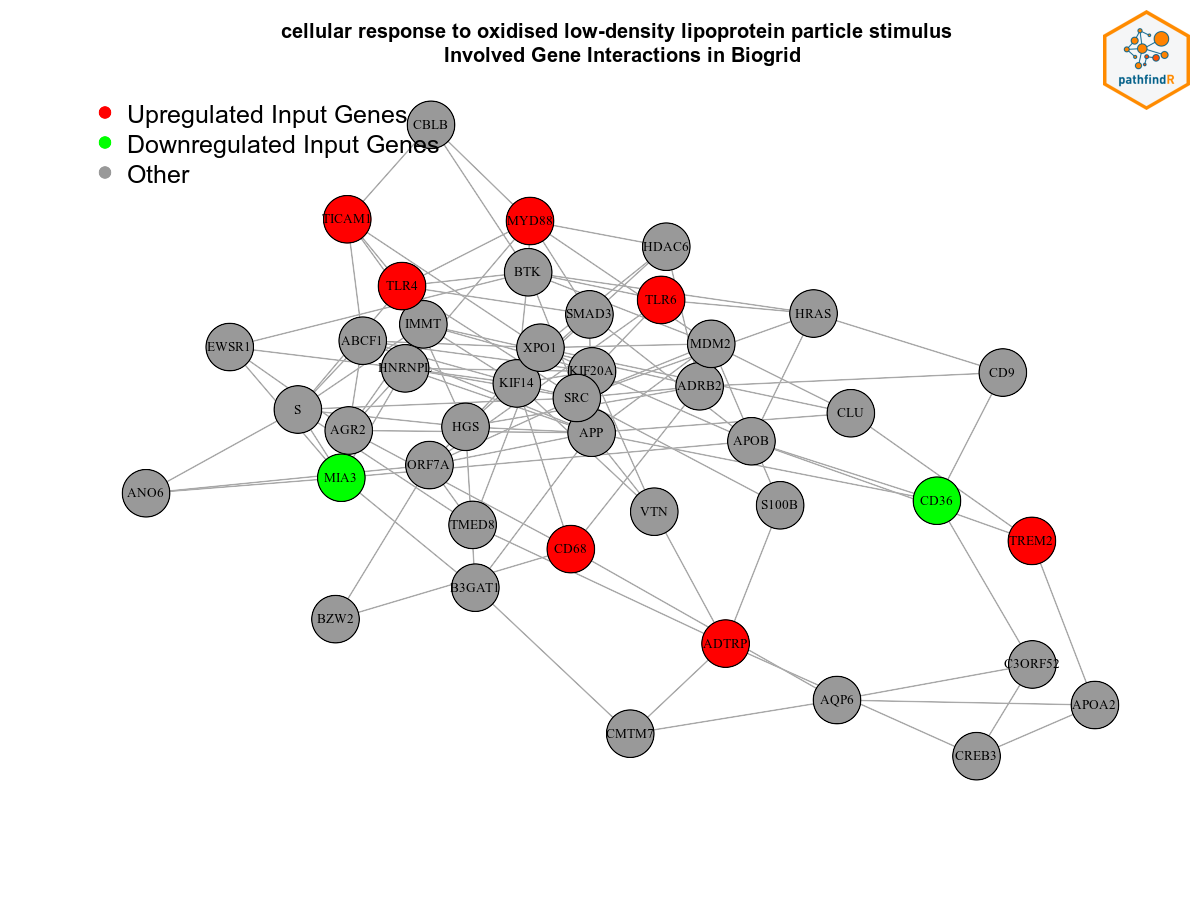 cellular response to oxidised low-density lipoprotein particle stimulus
Involved Gene Interactions in Biogrid
pathfindR
Upregulated Input Genes
Downregulated Input Genes
Other
CBLB
TICAM1
MYD88
HDAC6
BTK
TLR4
TLR6
SMAD3
HRAS
IMMT
ABCF1
EWSR1
XPO1
MDM2
HNRNPL
KIF20A
CD9
KIF14
ADRB2
SRC
S
CLU
AGR2
HGS
APP
APOB
ORF7A
MIA3
ANO6
CD36
S100B
VTN
TMED8
TREM2
CD68
B3GAT1
BZW2
ADTRP
C3ORF52
AQP6
APOA2
CMTM7
CREB3